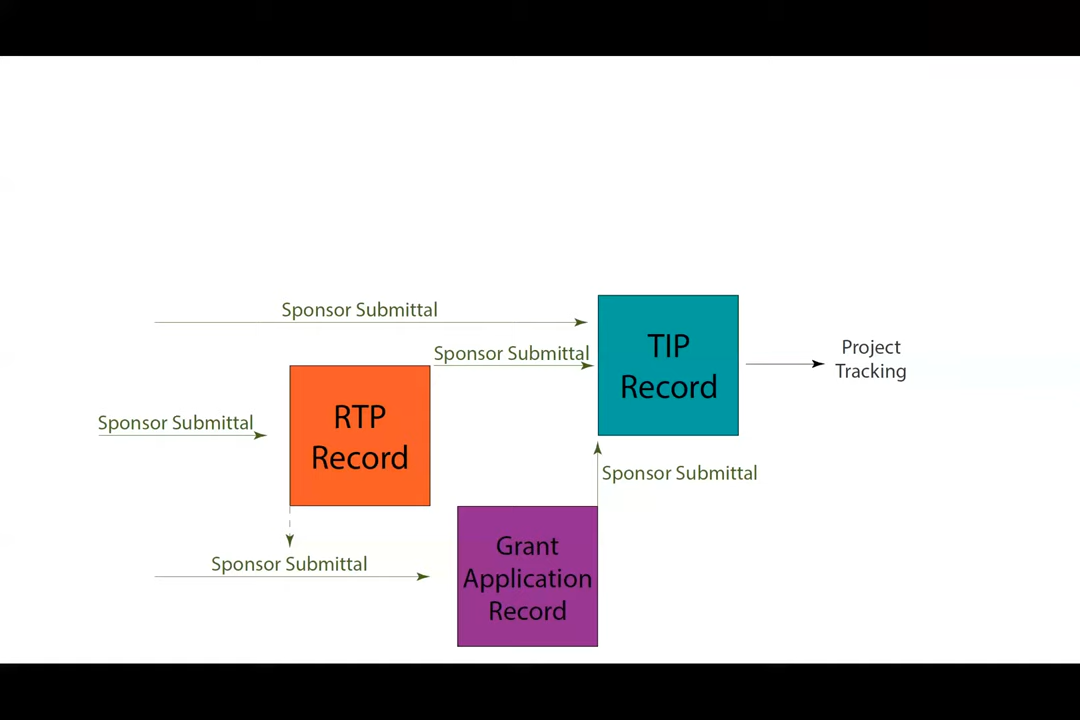 Sponsor Submittal
Sponsor Submittal
TIP
Record
Project
Tracking
Sponsor Submittal
RTP
Record
Sponsor Submittal
Sponsor Submittal
Grant
Application
Record